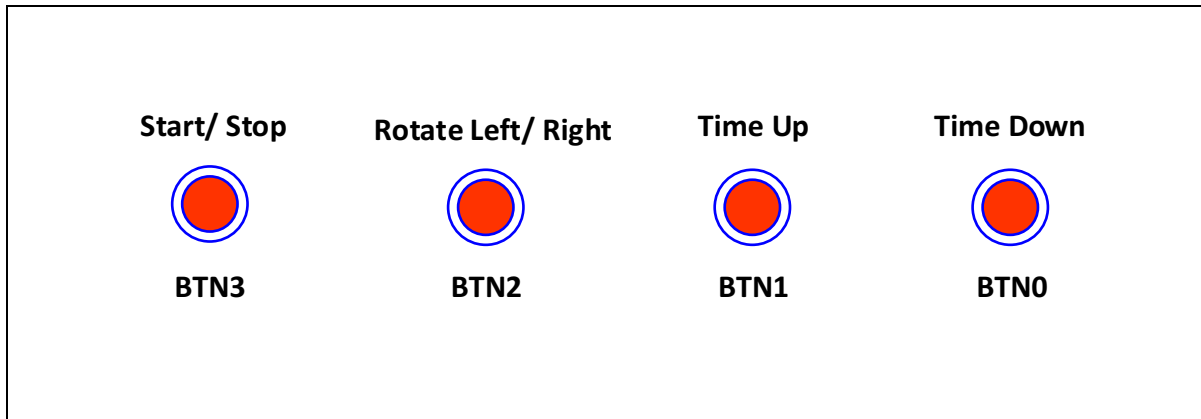 Start/ Stop
Rotate Left/ Right
Time Up
Time Down
BTN3
BTN2
BTN1
BTN0